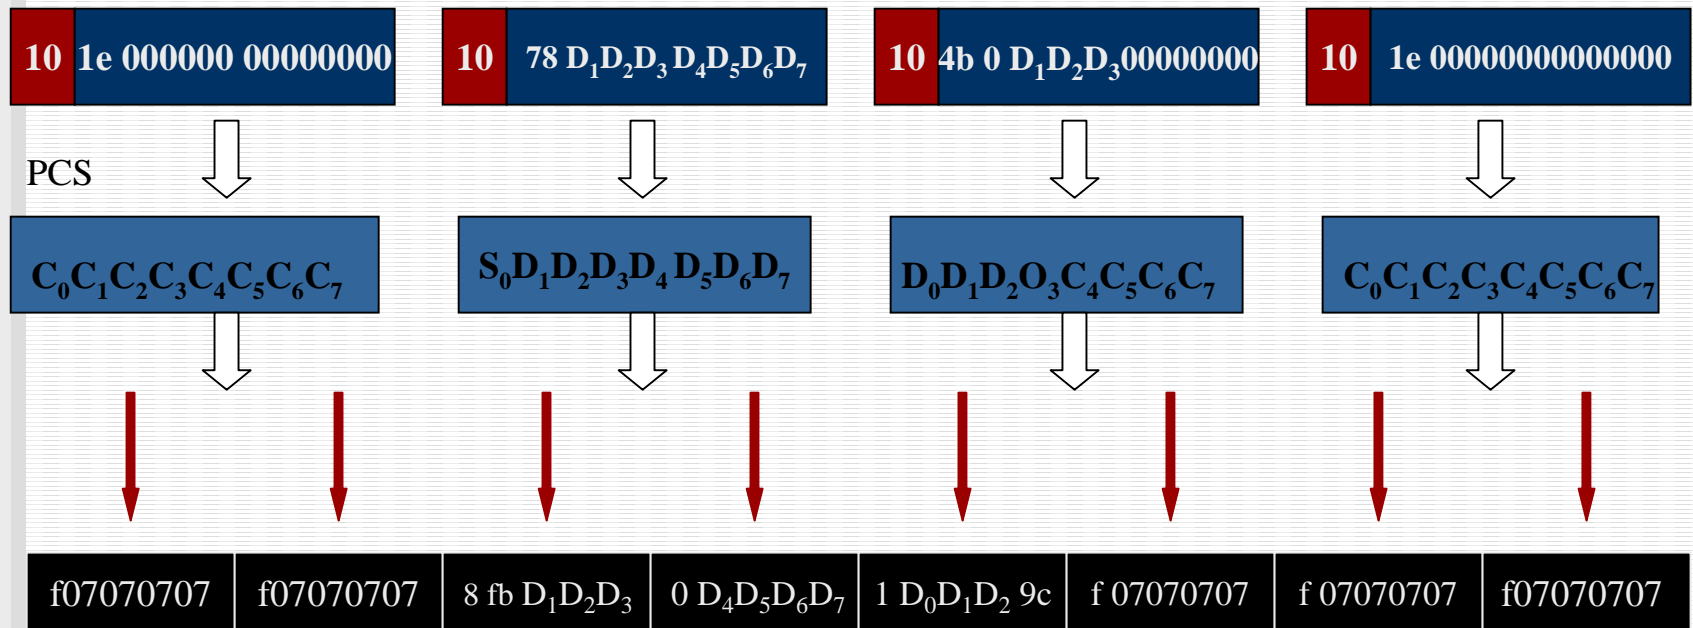 10 1e 000000 00000000 10 78 D₁D₂D₃ D₄D₅D₆D₇ 10 4b 0 D₁D₂D₃00000000 10 1e 00000000000000
PCS
C₀C₁C₂C₃C₄C₅C₆C₇ S₀D₁D₂D₃D₄ D₅D₆D₇ D₀D₁D₂O₃C₄C₅C₆C₇ C₀C₁C₂C₃C₄C₅C₆C₇
f07070707 f07070707 8 fb D₁D₂D₃ 0 D₄D₅D₆D₇ 1 D₀D₁D₂ 9c f 07070707 f 07070707 f07070707